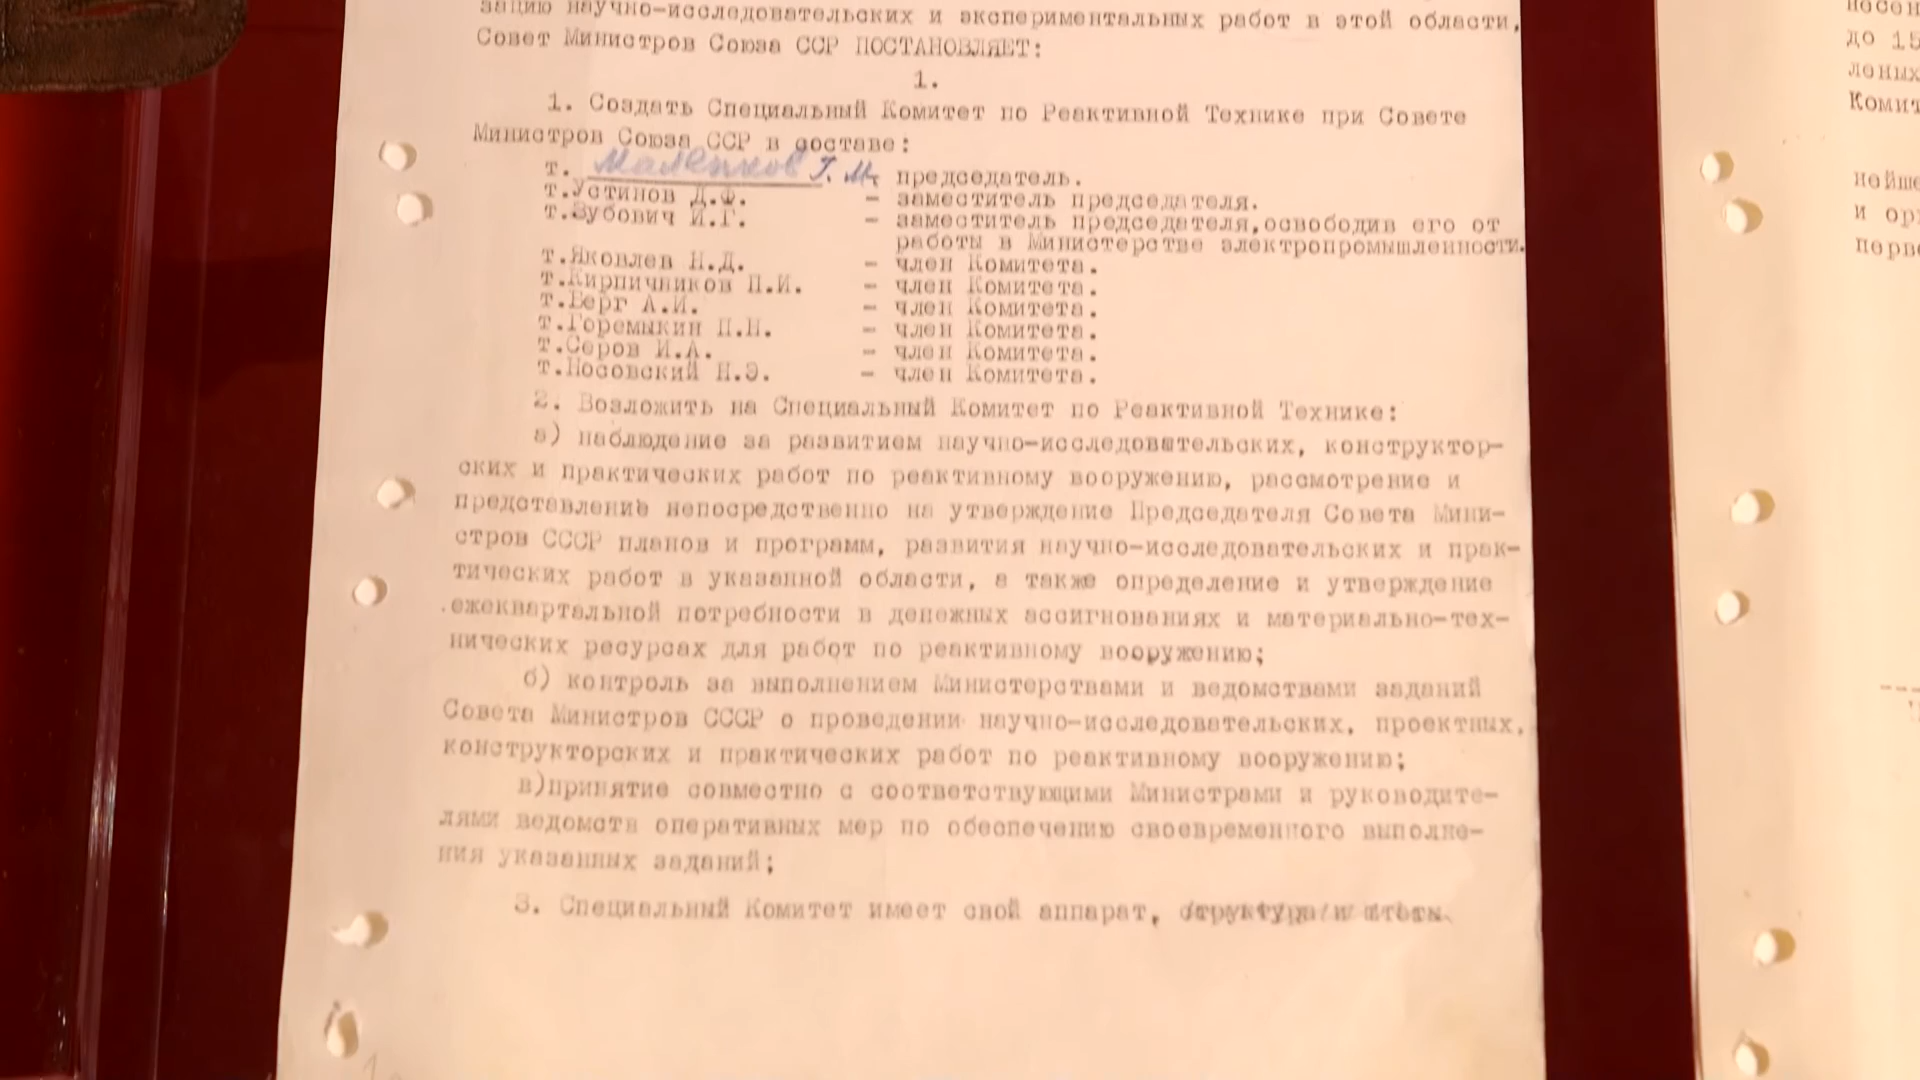 зацию научно-исследовательских и экспериментальных работ в этой области,
Совет Министров Союза ССР ПОСТАНОВЛЯЕТ:
1.
1. Создать Специальный Комитет по Реактивной Технике при Совете
Министров Союза ССР в составе:
т. Маленков Г. М. председатель.
т.Устинов Д.Ф. - заместитель председателя.
т.Зубович И.Г. - заместитель председателя,освободив его от
работы в Министерстве электропромышленности.
т.Яковлев Н.Д. - член Комитета.
т.Кирпичников П.И. - член Комитета.
т.Берг А.И. - член Комитета.
т.Горемыкин П.Н. - член Комитета.
т.Серов И.А. - член Комитета.
т.Носовский Н.Э. - член Комитета.
2. Возложить на Специальный Комитет по Реактивной Технике:
а) наблюдение за развитием научно-исследовательских, конструктор-
ских и практических работ по реактивному вооружению, рассмотрение и
представление непосредственно на утверждение Председателя Совета Мини-
стров СССР планов и программ, развития научно-исследовательских и прак-
тических работ в указанной области, а также определение и утверждение
ежеквартальной потребности в денежных ассигнованиях и материально-тех-
нических ресурсах для работ по реактивному вооружению;
б) контроль за выполнением Министерствами и ведомствами заданий
Совета Министров СССР о проведении научно-исследовательских, проектных,
конструкторских и практических работ по реактивному вооружению;
в)принятие совместно с соответствующими Министрами и руководите-
лями ведомств оперативных мер по обеспечению своевременного выполне-
ния указанных заданий;
3. Специальный Комитет имеет свой аппарат, структура и штаты
до 15
леных
Комит
нейше
и ор
перв